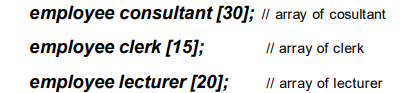 employee consultant [30]; // array of cosultant
employee clerk [15]; // array of clerk
employee lecturer [20]; // array of lecturer